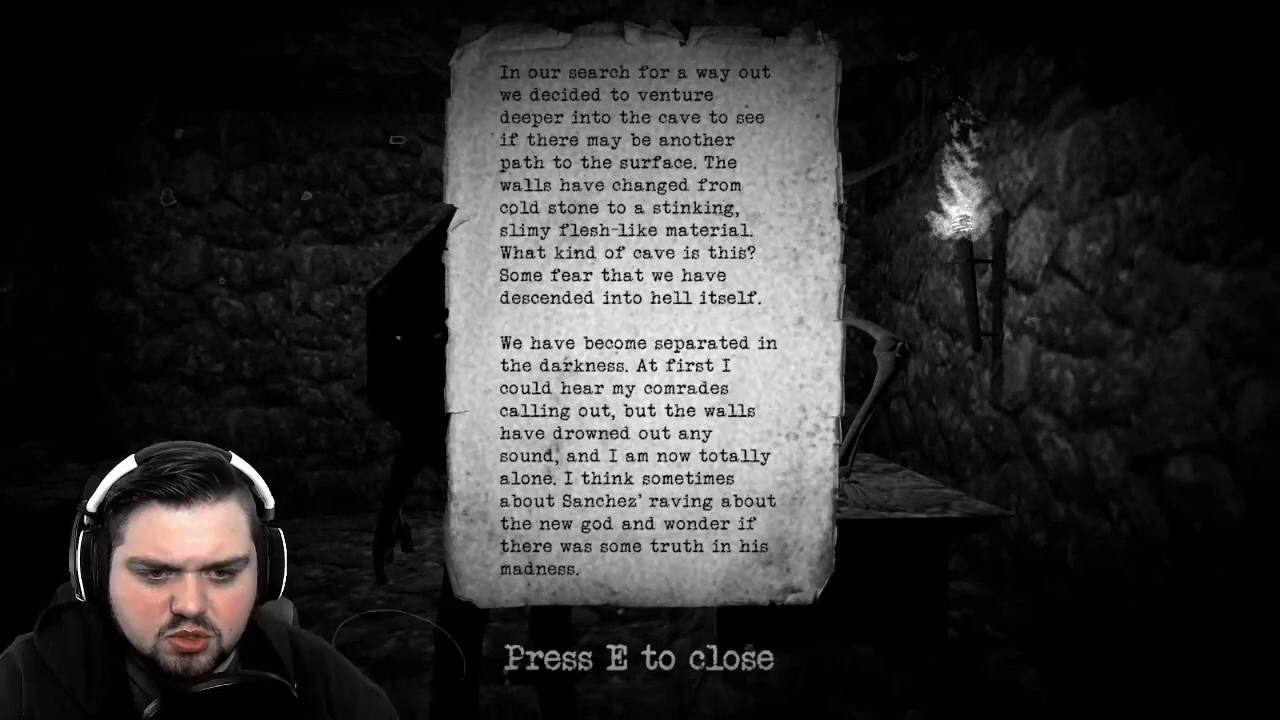 In our search for a way out
we decided to venture
deeper into the cave to see
if there may be another
path to the surface. The
walls have changed from
cold stone to a stinking,
slimy flesh-like material.
What kind of cave is this?
Some fear that we have
descended into hell itself.
We have become separated in
the darkness. At first I
could hear my comrades
calling out, but the walls
have drowned out any
sound, and I am now totally
alone. I think sometimes
about Sanchez' raving about
the new god and wonder if
there was some truth in his
madness.
Press E to close